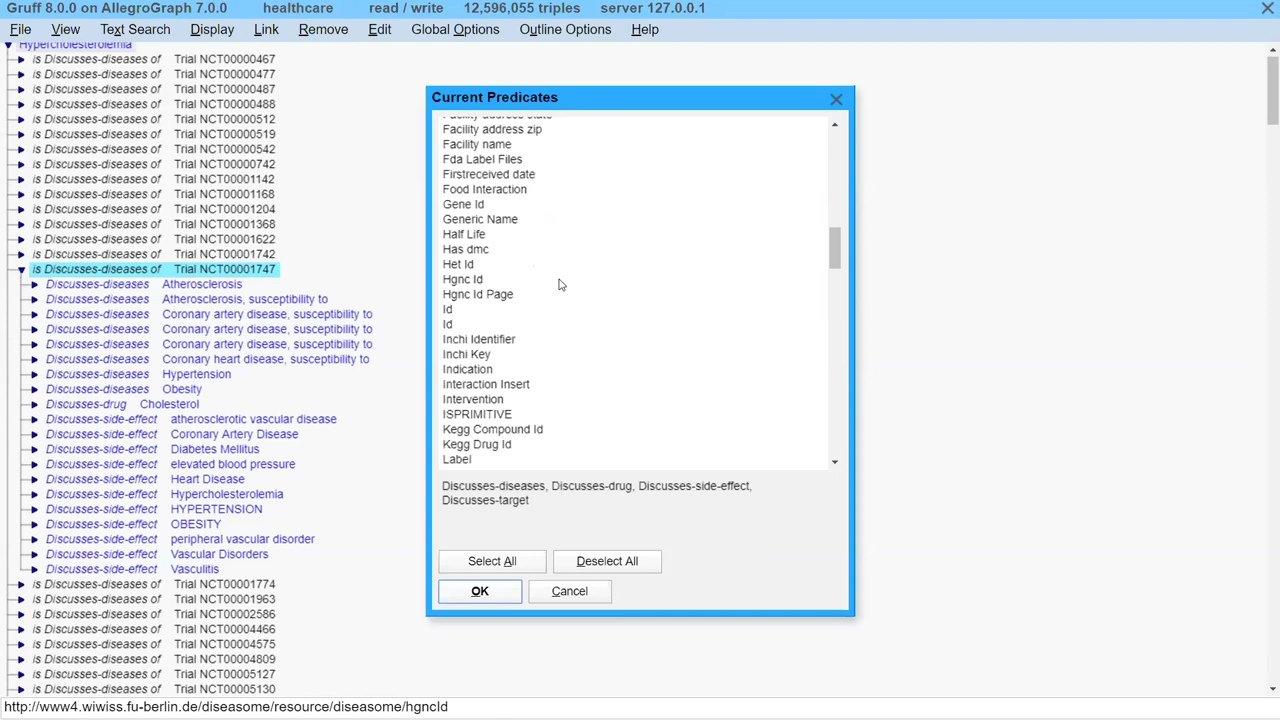 Gruff 8.0.0 on AllegroGraph 7.0.0 healthcare read / write 12,596,055 triples server 127.0.0.1
File View Text Search Display Link Remove Edit Global Options Outline Options Help
Hypercholesterolemia
is Discusses-diseases of Trial NCT00000467
is Discusses-diseases of Trial NCT00000477
is Discusses-diseases of Trial NCT00000487
is Discusses-diseases of Trial NCT00000488
is Discusses-diseases of Trial NCT00000512
is Discusses-diseases of Trial NCT00000519
is Discusses-diseases of Trial NCT00000542
is Discusses-diseases of Trial NCT00000742
is Discusses-diseases of Trial NCT00001142
is Discusses-diseases of Trial NCT00001168
is Discusses-diseases of Trial NCT00001204
is Discusses-diseases of Trial NCT00001368
is Discusses-diseases of Trial NCT00001622
is Discusses-diseases of Trial NCT00001742
is Discusses-diseases of Trial NCT00001747
Discusses-diseases Atherosclerosis
Discusses-diseases Atherosclerosis, susceptibility to
Discusses-diseases Coronary artery disease, susceptibility to
Discusses-diseases Coronary artery disease, susceptibility to
Discusses-diseases Coronary artery disease, susceptibility to
Discusses-diseases Coronary heart disease, susceptibility to
Discusses-diseases Hypertension
Discusses-diseases Obesity
Discusses-drug Cholesterol
Discusses-side-effect atherosclerotic vascular disease
Discusses-side-effect Coronary Artery Disease
Discusses-side-effect Diabetes Mellitus
Discusses-side-effect elevated blood pressure
Discusses-side-effect Heart Disease
Discusses-side-effect Hypercholesterolemia
Discusses-side-effect HYPERTENSION
Discusses-side-effect OBESITY
Discusses-side-effect peripheral vascular disorder
Discusses-side-effect Vascular Disorders
Discusses-side-effect Vasculitis
is Discusses-diseases of Trial NCT00001774
is Discusses-diseases of Trial NCT00001963
is Discusses-diseases of Trial NCT00002586
is Discusses-diseases of Trial NCT00004466
is Discusses-diseases of Trial NCT00004575
is Discusses-diseases of Trial NCT00004809
is Discusses-diseases of Trial NCT00005127
is Discusses-diseases of Trial NCT00005130
Current Predicates
Facility address state
Facility address zip
Facility name
Fda Label Files
Firstreceived date
Food Interaction
Gene Id
Generic Name
Half Life
Has dmc
Het Id
Hgnc Id
Hgnc Id Page
Id
Id
Inchi Identifier
Inchi Key
Indication
Interaction Insert
Intervention
ISPRIMITIVE
Kegg Compound Id
Kegg Drug Id
Label
Discusses-diseases, Discusses-drug, Discusses-side-effect,
Discusses-target
Select All Deselect All
OK Cancel
http://www4.wiwiss.fu-berlin.de/diseasome/resource/diseasome/hgncId